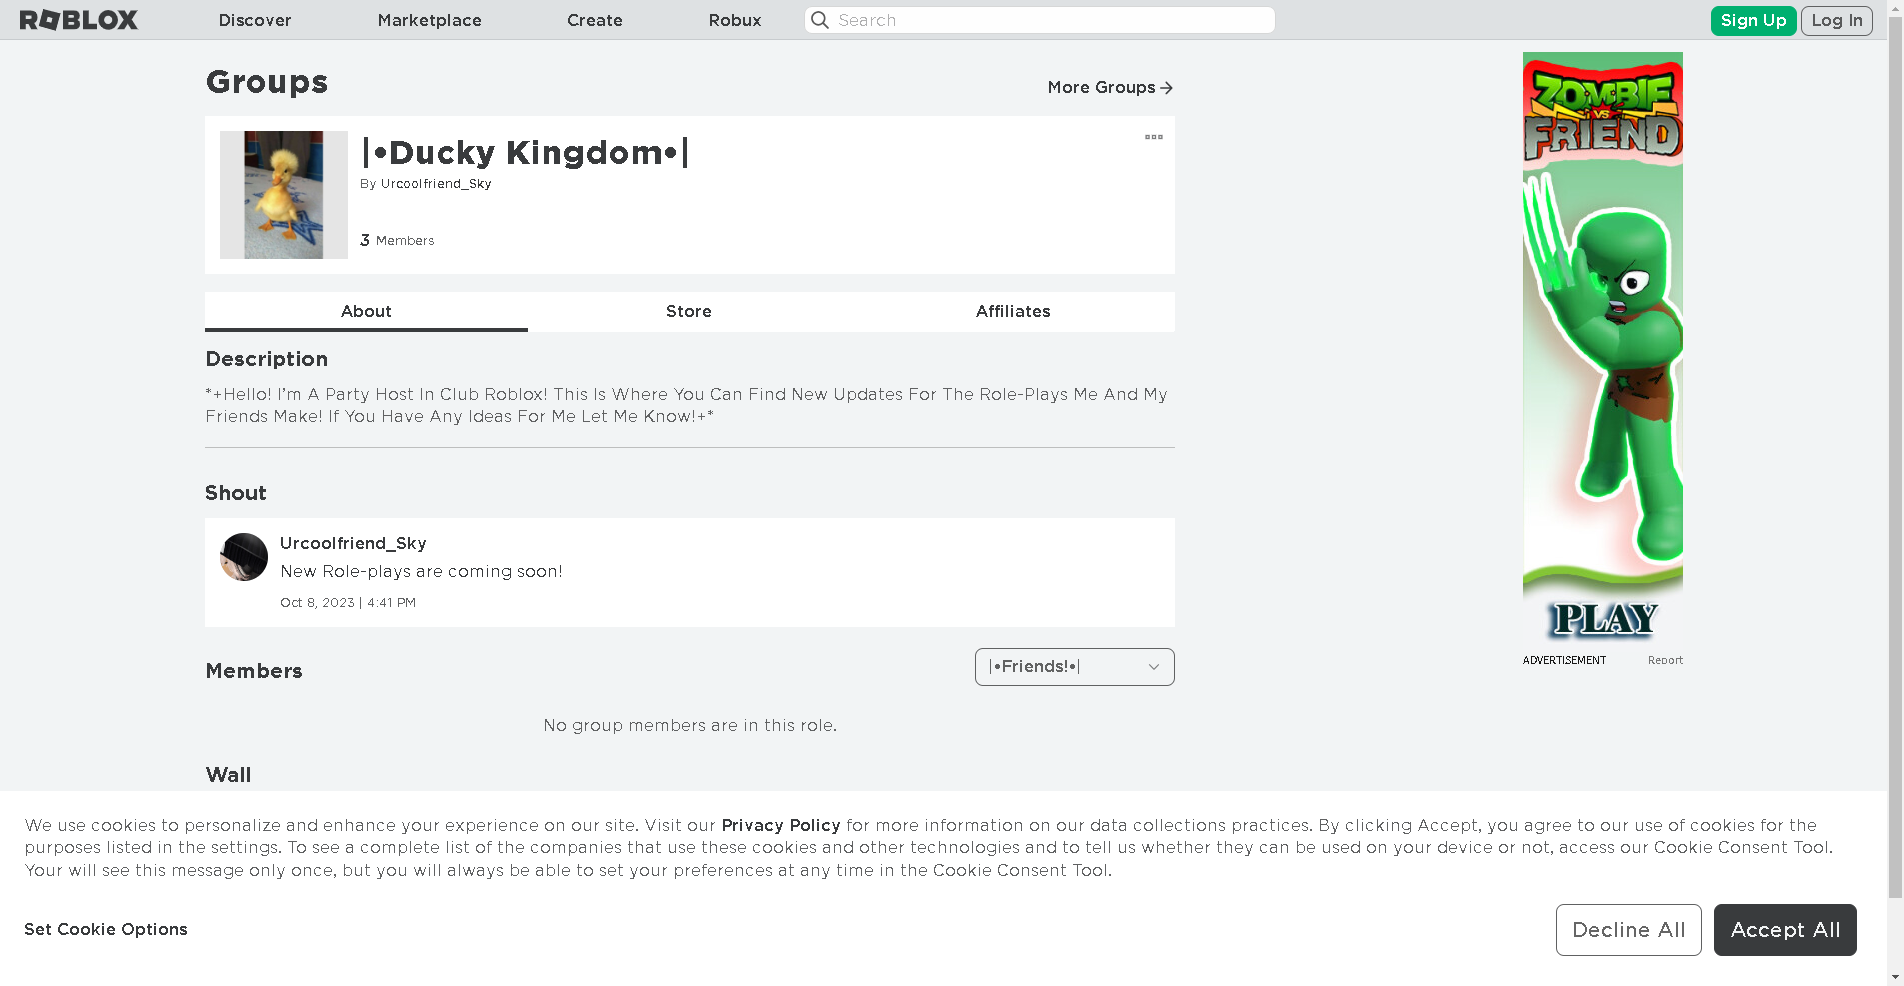 ROBLOX Discover Marketplace Create Robux Search Sign Up Log In
Groups
More Groups
|•Ducky Kingdom•|
By Urcoolfriend_Sky
3 Members
About Store Affiliates
Description
*+Hello! I'm A Party Host In Club Roblox! This Is Where You Can Find New Updates For The Role-Plays Me And My
Friends Make! If You Have Any Ideas For Me Let Me Know!+*
Shout
Urcoolfriend_Sky
New Role-plays are coming soon!
Oct 8, 2023 | 4:41 PM
Members
|•Friends!•|
No group members are in this role.
Wall
ZOMBIE
VS
FRIEND
PLAY
ADVERTISEMENT Report
We use cookies to personalize and enhance your experience on our site. Visit our Privacy Policy for more information on our data collections practices. By clicking Accept, you agree to our use of cookies for the
purposes listed in the settings. To see a complete list of the companies that use these cookies and other technologies and to tell us whether they can be used on your device or not, access our Cookie Consent Tool.
Your will see this message only once, but you will always be able to set your preferences at any time in the Cookie Consent Tool.
Set Cookie Options
Decline All Accept All